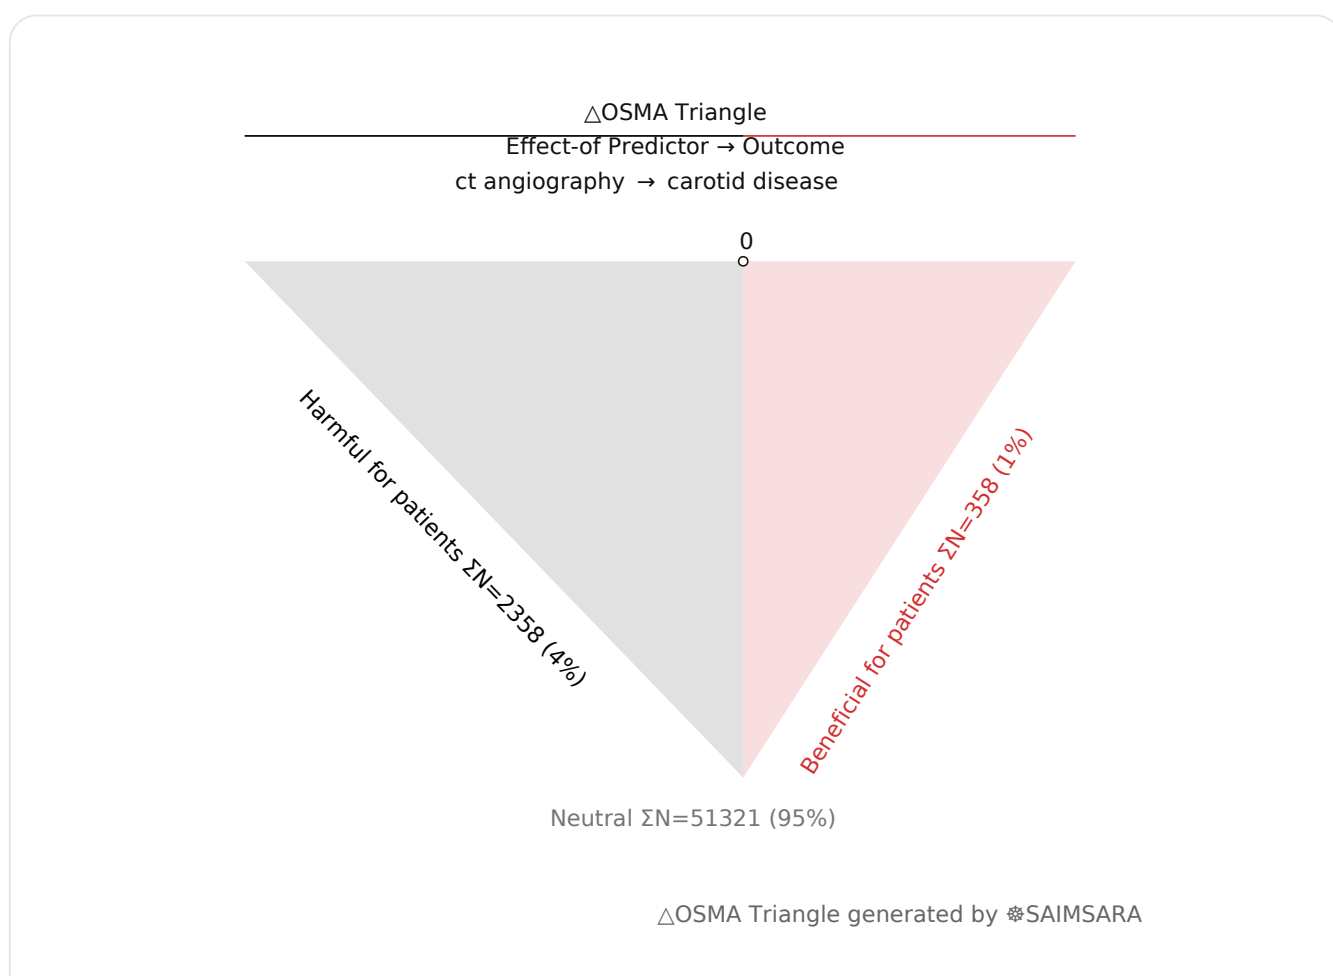 △OSMA Triangle
Effect-of Predictor → Outcome
ct angiography → carotid disease
0
Harmful for patients ΣN=2358 (4%)
Beneficial for patients ΣN=358 (1%)
Neutral ΣN=51321 (95%)
△OSMA Triangle generated by ☸SAIMSARA